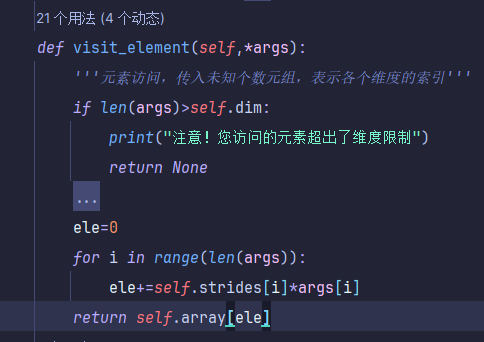 21 个用法 (4 个动态)
def visit_element(self,*args):
'''元素访问，传入未知个数元组，表示各个维度的索引'''
if len(args)>self.dim:
print("注意！您访问的元素超出了维度限制")
return None
...
ele=0
for i in range(len(args)):
ele+=self.strides[i]*args[i]
return self.array[ele]